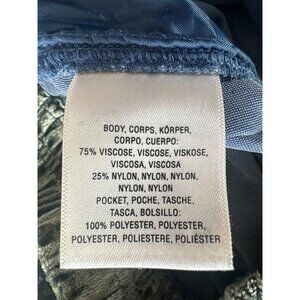 BODY, CORPS, KÖRPER,
CORPO, CUERPO:
75% VISCOSE, VISCOSE, VISKOSE,
VISCOSA, VISCOSA
25% NYLON, NYLON, NYLON,
NYLON, NYLON
POCKET, POCHE, TASCHE,
TASCA, BOLSILLO:
100% POLYESTER, POLYESTER,
POLYESTER, POLIESTERE, POLIÉSTER